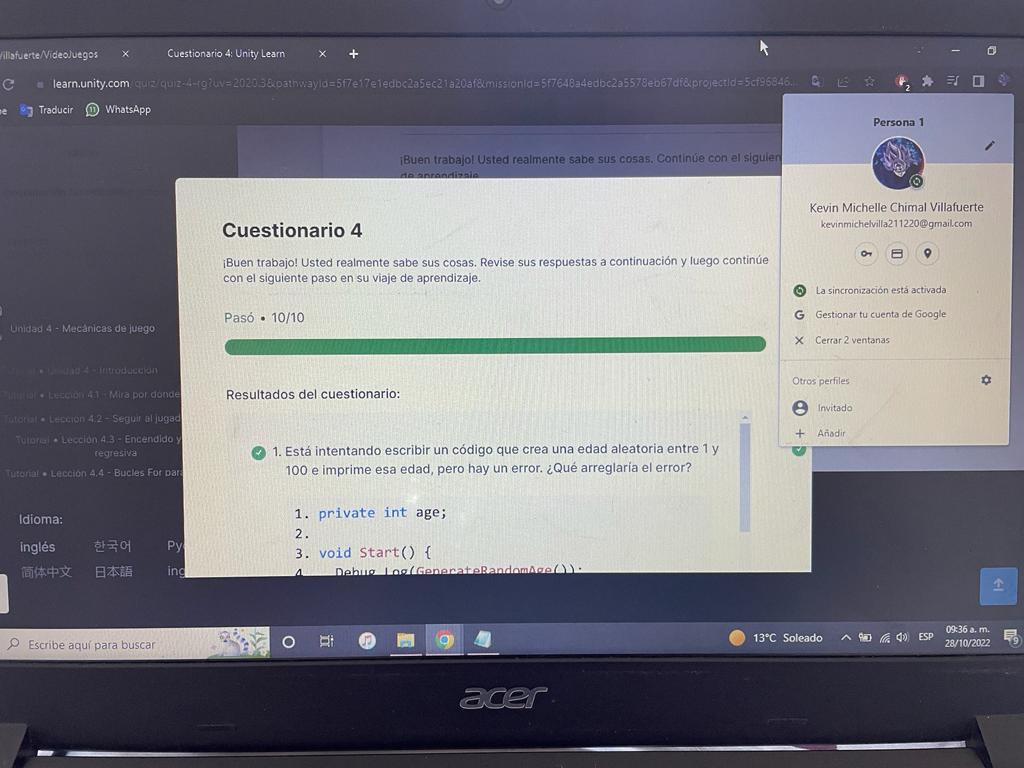 Villafuerte/VideoJuegos
Cuestionario 4: Unity Learn
learn.unity.com/quiz/quiz-4-rg?uv=2020.3&pathwayId=5f7e17e1edbc2a5ec21a20af&missionId=5f7648a4edbc2a5578eb67df&projectId=5cf96846...
2
Traducir
WhatsApp
¡Buen trabajo! Usted realmente sabe sus cosas. Continúe con el siguien
de aprendizaje
Cuestionario 4
¡Buen trabajo! Usted realmente sabe sus cosas. Revise sus respuestas a continuación y luego continúe
con el siguiente paso en su viaje de aprendizaje.
Pasó • 10/10
Resultados del cuestionario:
1. Está intentando escribir un código que crea una edad aleatoria entre 1 y
100 e imprime esa edad, pero hay un error. ¿Qué arreglaría el error?
1. private int age;
2.
3. void Start() {
4. Debug.Log(GenerateRandomAge());
Persona 1
Kevin Michelle Chimal Villafuerte
kevinmichelvilla211220@gmail.com
La sincronización está activada
Gestionar tu cuenta de Google
Cerrar 2 ventanas
Otros perfiles
Invitado
Añadir
Unidad 4 - Mecánicas de juego
Tutorial • Unidad 4 - Introducción
Tutorial • Lección 4.1 - Mira por dónde
Tutorial • Lección 4.2 - Seguir al jugad
Tutorial • Lección 4.3 - Encendido y
regresiva
Tutorial • Lección 4.4 - Bucles For para
Idioma:
inglés 한국어 Py
简体中文 日本語 ing
Escribe aquí para buscar
13°C Soleado
ESP
09:36 a. m.
28/10/2022
9
acer